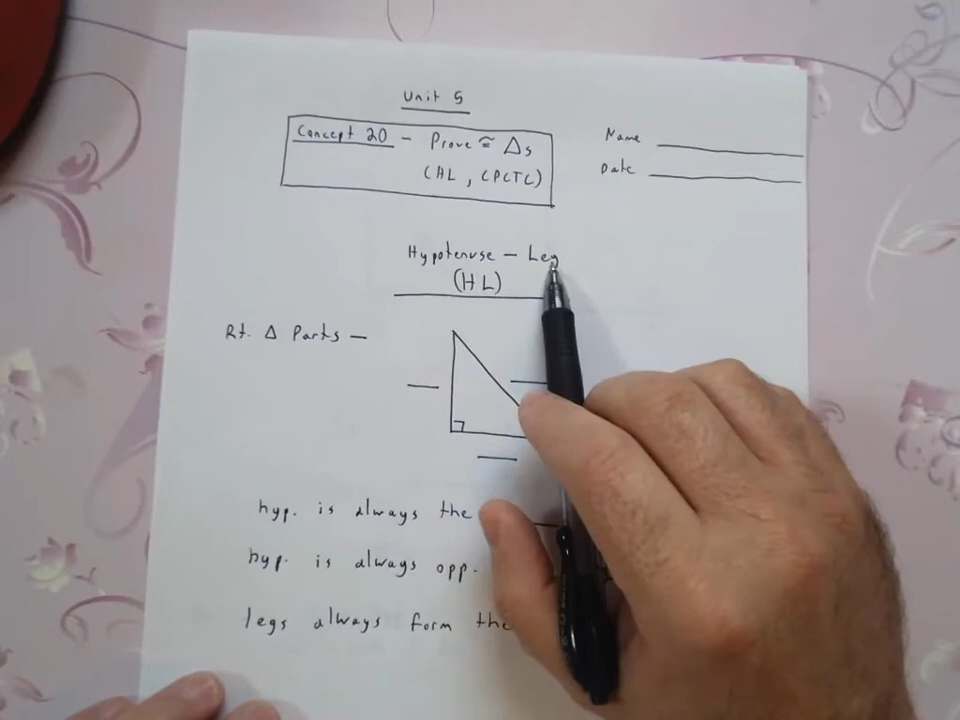 Unit 5
Concept 20 - Prove ≅ Δs
(HL, CPCTC)
Name
Date
Hypotenuse - Leg
(HL)
Rt. Δ Parts -
hyp. is always the
hyp. is always opp.
legs always form the